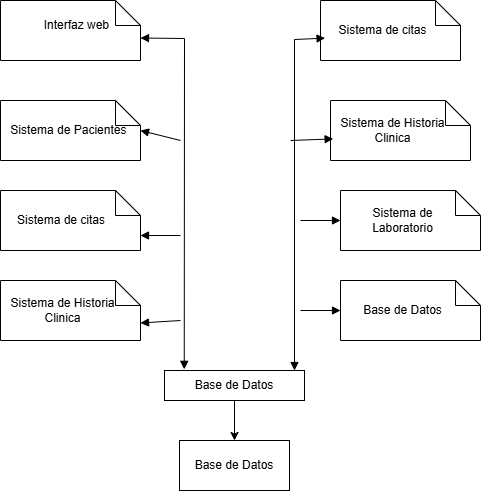 Interfaz web
Sistema de Pacientes
Sistema de citas
Sistema de Historia
Clinica
Sistema de citas
Sistema de Historia
Clinica
Sistema de
Laboratorio
Base de Datos
Base de Datos
Base de Datos